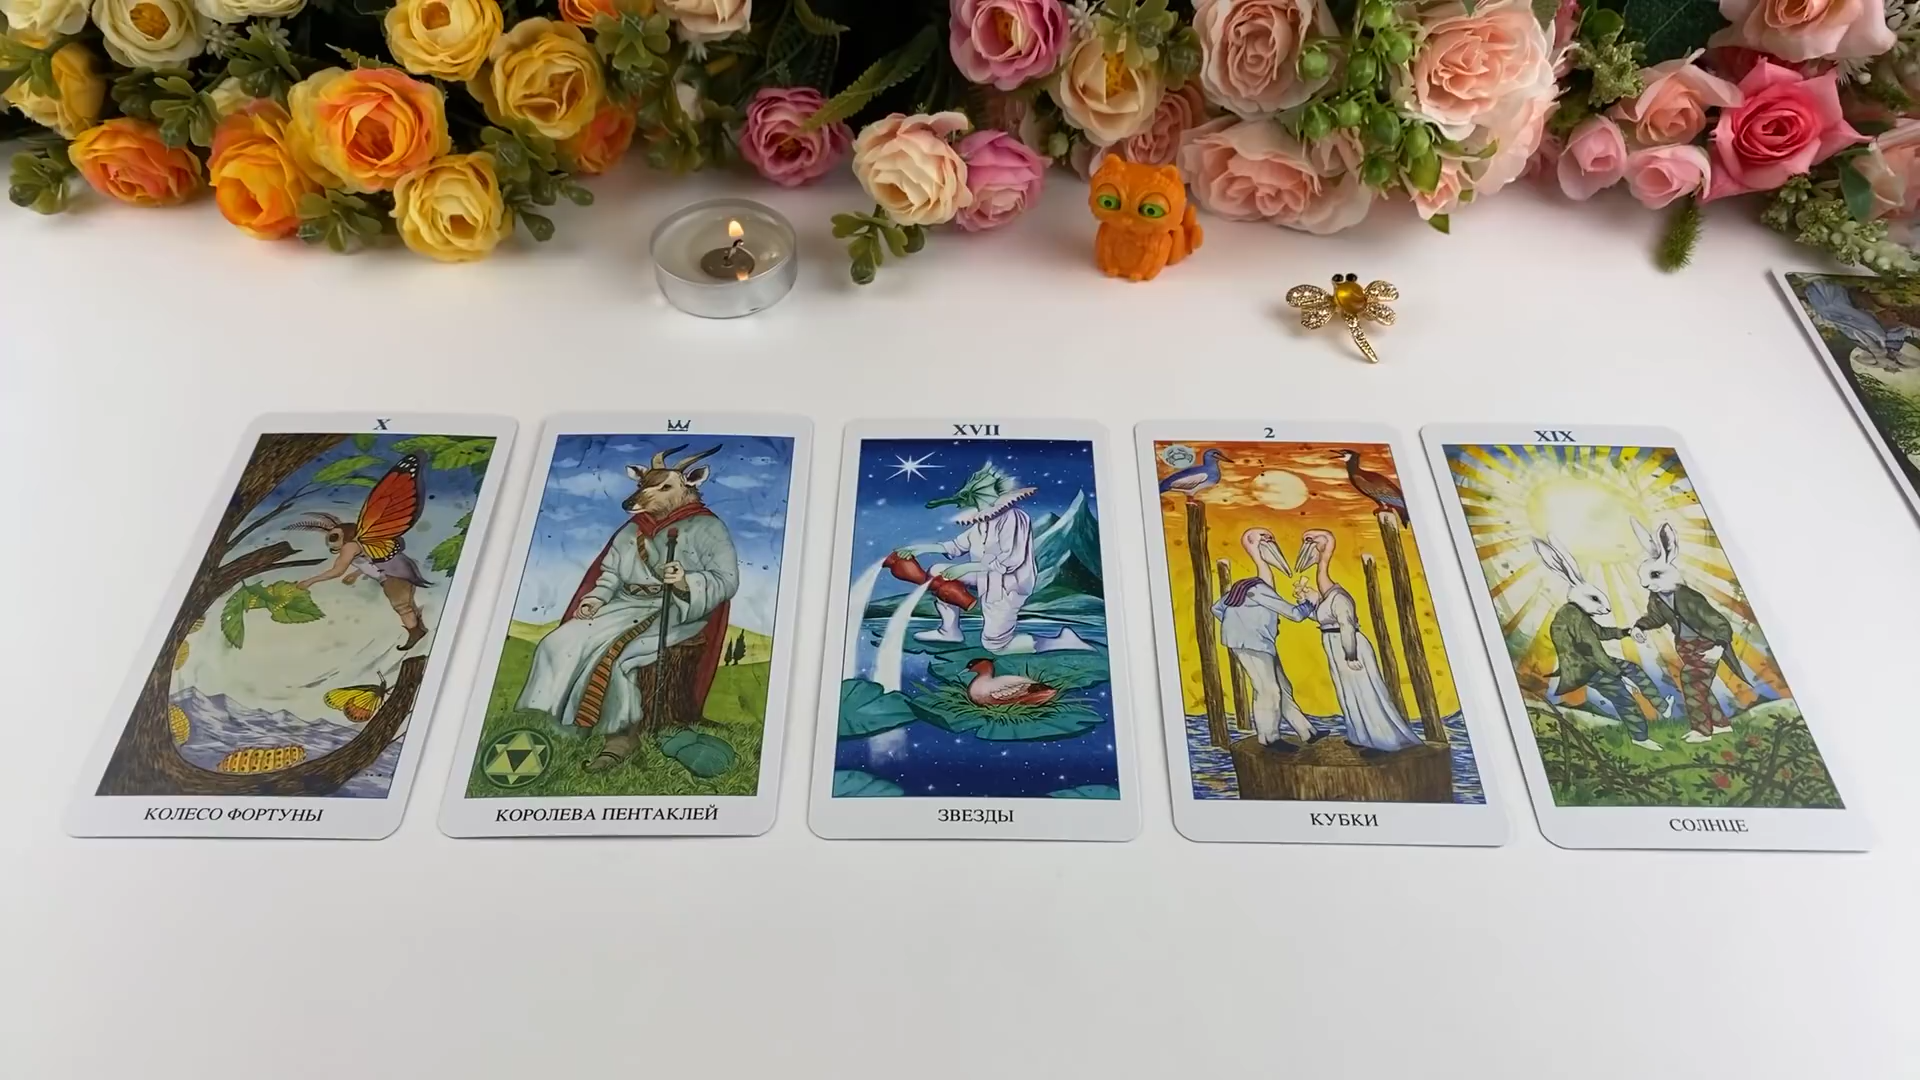 X
КОЛЕСО ФОРТУНЫ
КОРОЛЕВА ПЕНТАКЛЕЙ
XVII
ЗВЕЗДЫ
2
КУБКИ
XIX
СОЛНЦЕ